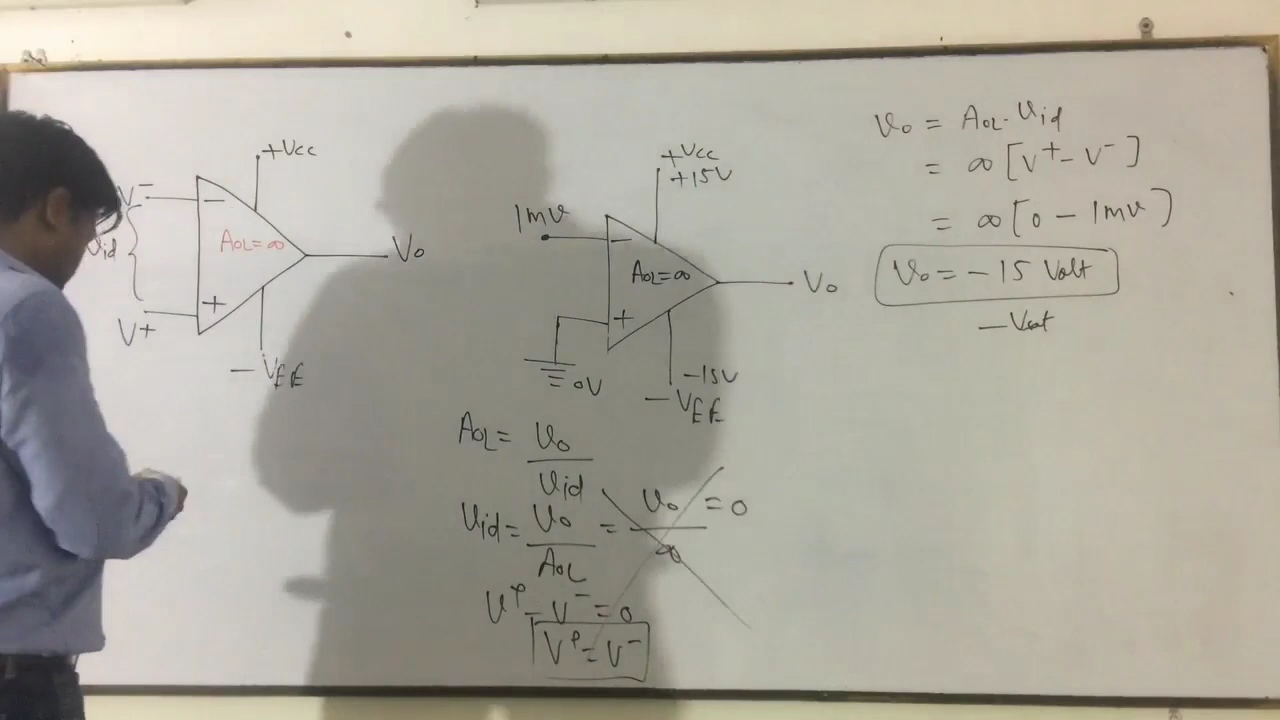 +Vcc
V⁻
Vid
AOL=∞
−
+
V+
Vo
−VEE
+Vcc
+15V
1mV
−
AOL=∞
+
Vo
0V
−15V
−VEE
AOL= Vo
Vid
Vid= Vo = Vo = 0
AOL ∞
−V⁻ = 0
= V⁻
Vo = AOL·Vid
= ∞[V⁺−V⁻]
= ∞[0−1mV]
Vo = −15 Volt
−Vsat